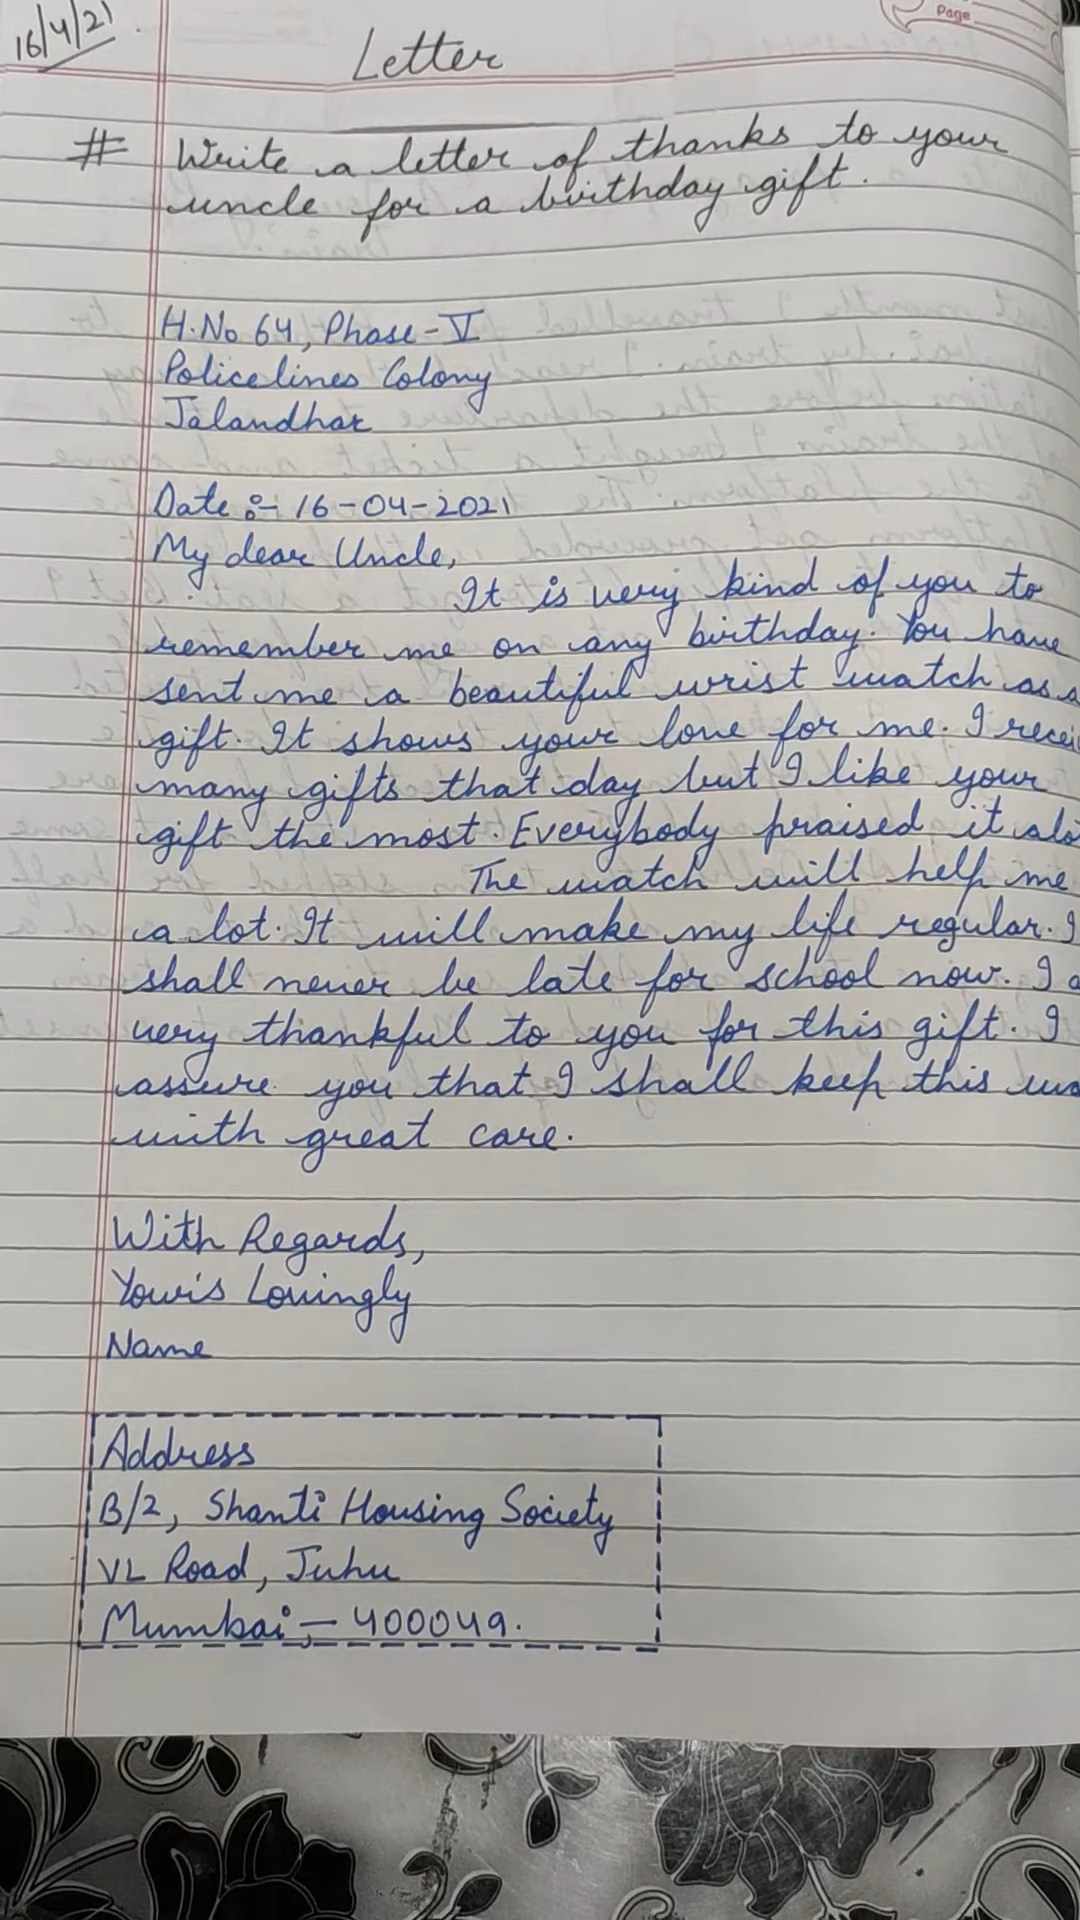 16/4/21
Page
Letter
# Write a letter of thanks to your
uncle for a birthday gift.
H.No 64, Phase-V
Policelines Colony
Jalandhar
Date :- 16-04-2021
My dear Uncle,
It is very kind of you to
remember me on any birthday. You have
sent me a beautiful wrist watch as a
gift. It shows your love for me. I
many gifts that day but I like your
gift the most. Everybody praised it
The watch will help me
a lot. It will make my life regular. I
shall never be late for school now. I
very thankful to you for this gift. I
assure you that I shall keep this
with great care.
With Regards,
Your's Lovingly
Name
Address
B/2, Shanti Housing Society
VL Road, Juhu
Mumbai,- 400049.